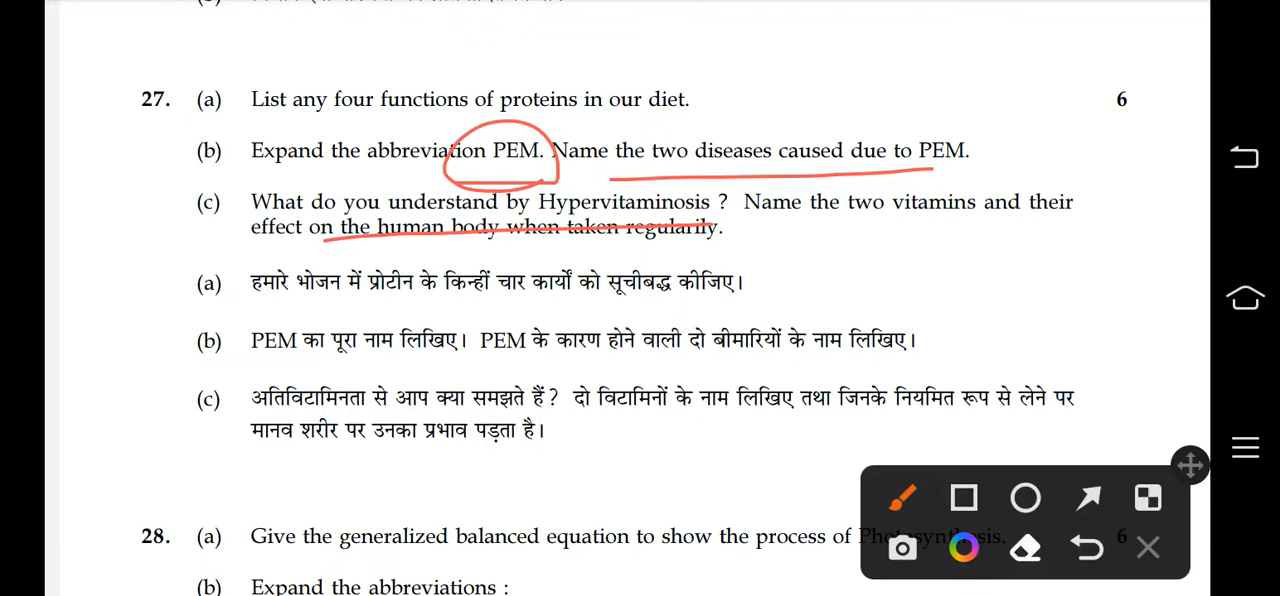 27. (a) List any four functions of proteins in our diet. 6
(b) Expand the abbreviation PEM. Name the two diseases caused due to PEM.
(c) What do you understand by Hypervitaminosis ? Name the two vitamins and their
effect on the human body when taken regularily.
(a) हमारे भोजन में प्रोटीन के किन्हीं चार कार्यों को सूचीबद्ध कीजिए।
(b) PEM का पूरा नाम लिखिए। PEM के कारण होने वाली दो बीमारियों के नाम लिखिए।
(c) अतिविटामिनता से आप क्या समझते हैं? दो विटामिनों के नाम लिखिए तथा जिनके नियमित रूप से लेने पर
मानव शरीर पर उनका प्रभाव पड़ता है।
28. (a) Give the generalized balanced equation to show the process of Photosynthesis. 6
(b) Expand the abbreviations :